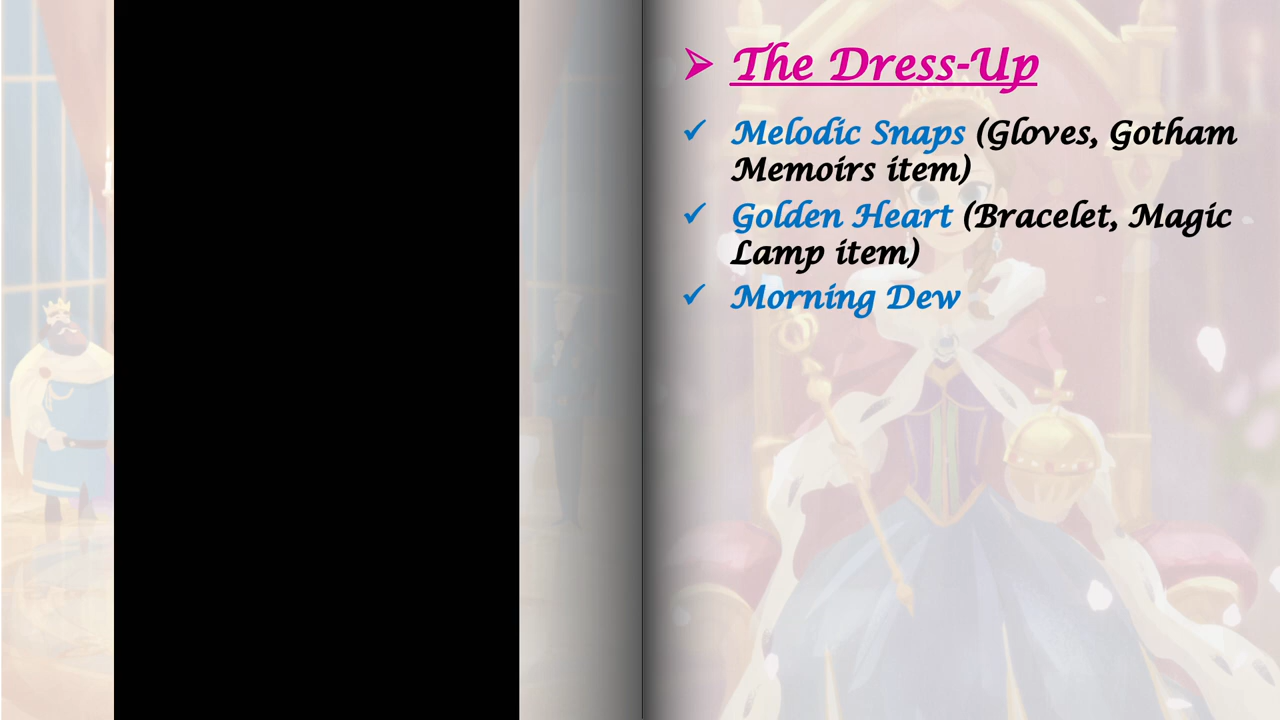 ➢ The Dress-Up
✓ Melodic Snaps (Gloves, Gotham
Memoirs item)
✓ Golden Heart (Bracelet, Magic
Lamp item)
✓ Morning Dew